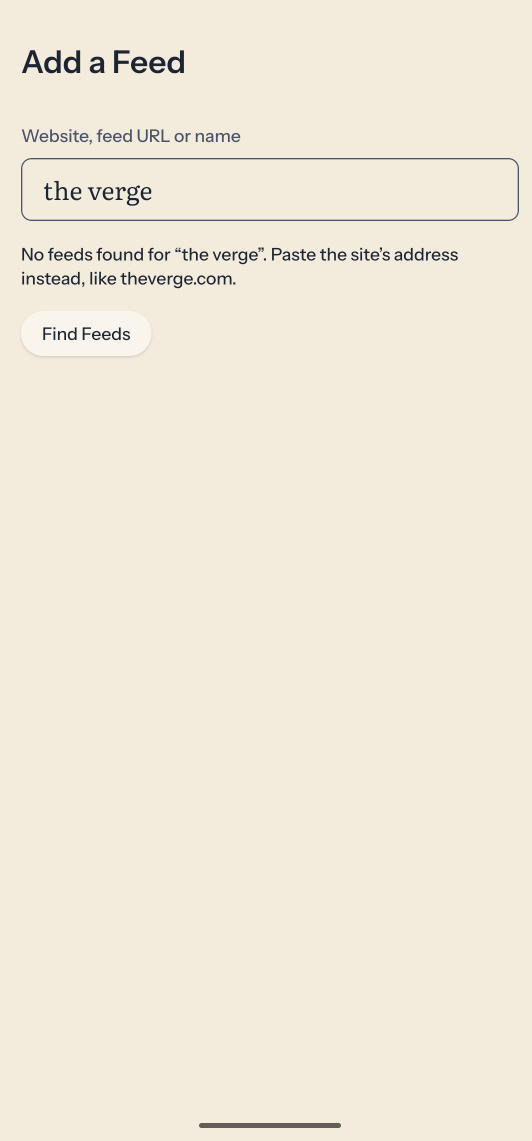 Add a Feed
Website, feed URL or name
the verge
No feeds found for “the verge”. Paste the site’s address
instead, like theverge.com.
Find Feeds